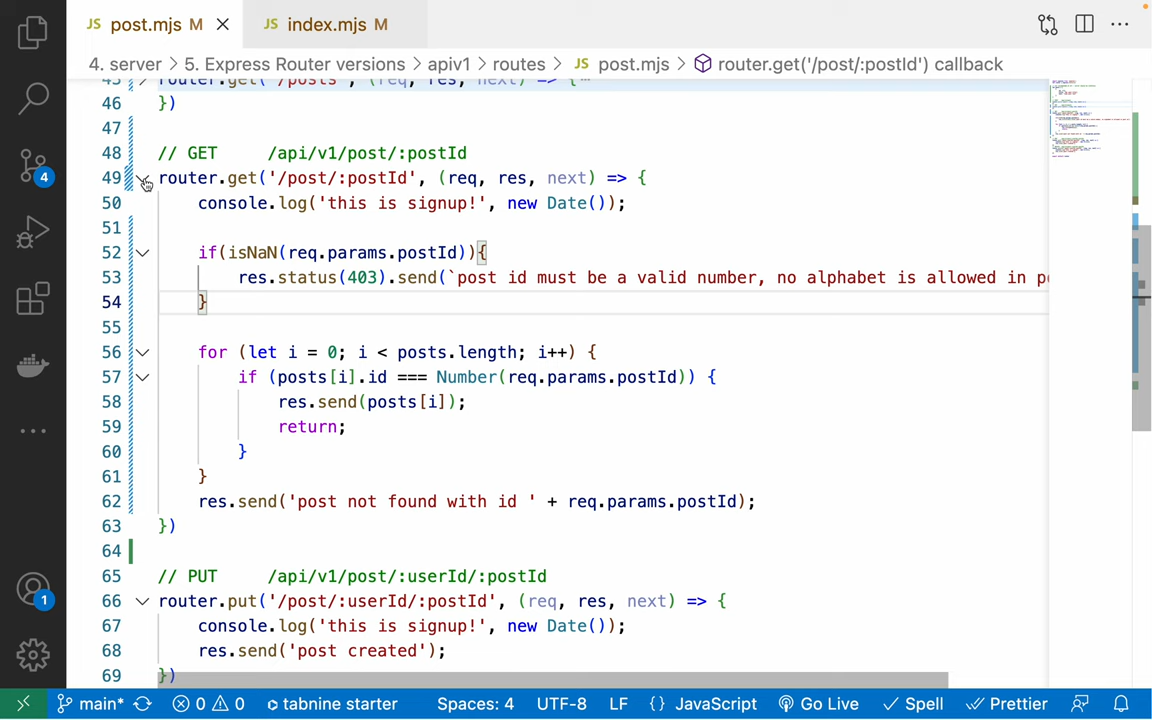 JS post.mjs M
JS index.mjs M
4. server > 5. Express Router versions > apiv1 > routes > JS post.mjs > router.get('/post/:postId') callback
45 router.get('/posts', (req, res, next) => {⋯
46 })
47
48 // GET /api/v1/post/:postId
49 router.get('/post/:postId', (req, res, next) => {
50 console.log('this is signup!', new Date());
51
52 if(isNaN(req.params.postId)){
53 res.status(403).send(`post id must be a valid number, no alphabet is allowed in
54 }
55
56 for (let i = 0; i < posts.length; i++) {
57 if (posts[i].id === Number(req.params.postId)) {
58 res.send(posts[i]);
59 return;
60 }
61 }
62 res.send('post not found with id ' + req.params.postId);
63 })
64
65 // PUT /api/v1/post/:userId/:postId
66 router.put('/post/:userId/:postId', (req, res, next) => {
67 console.log('this is signup!', new Date());
68 res.send('post created');
69 })
4
1
main* 0 0 tabnine starter Spaces: 4 UTF-8 LF {} JavaScript Go Live Spell Prettier